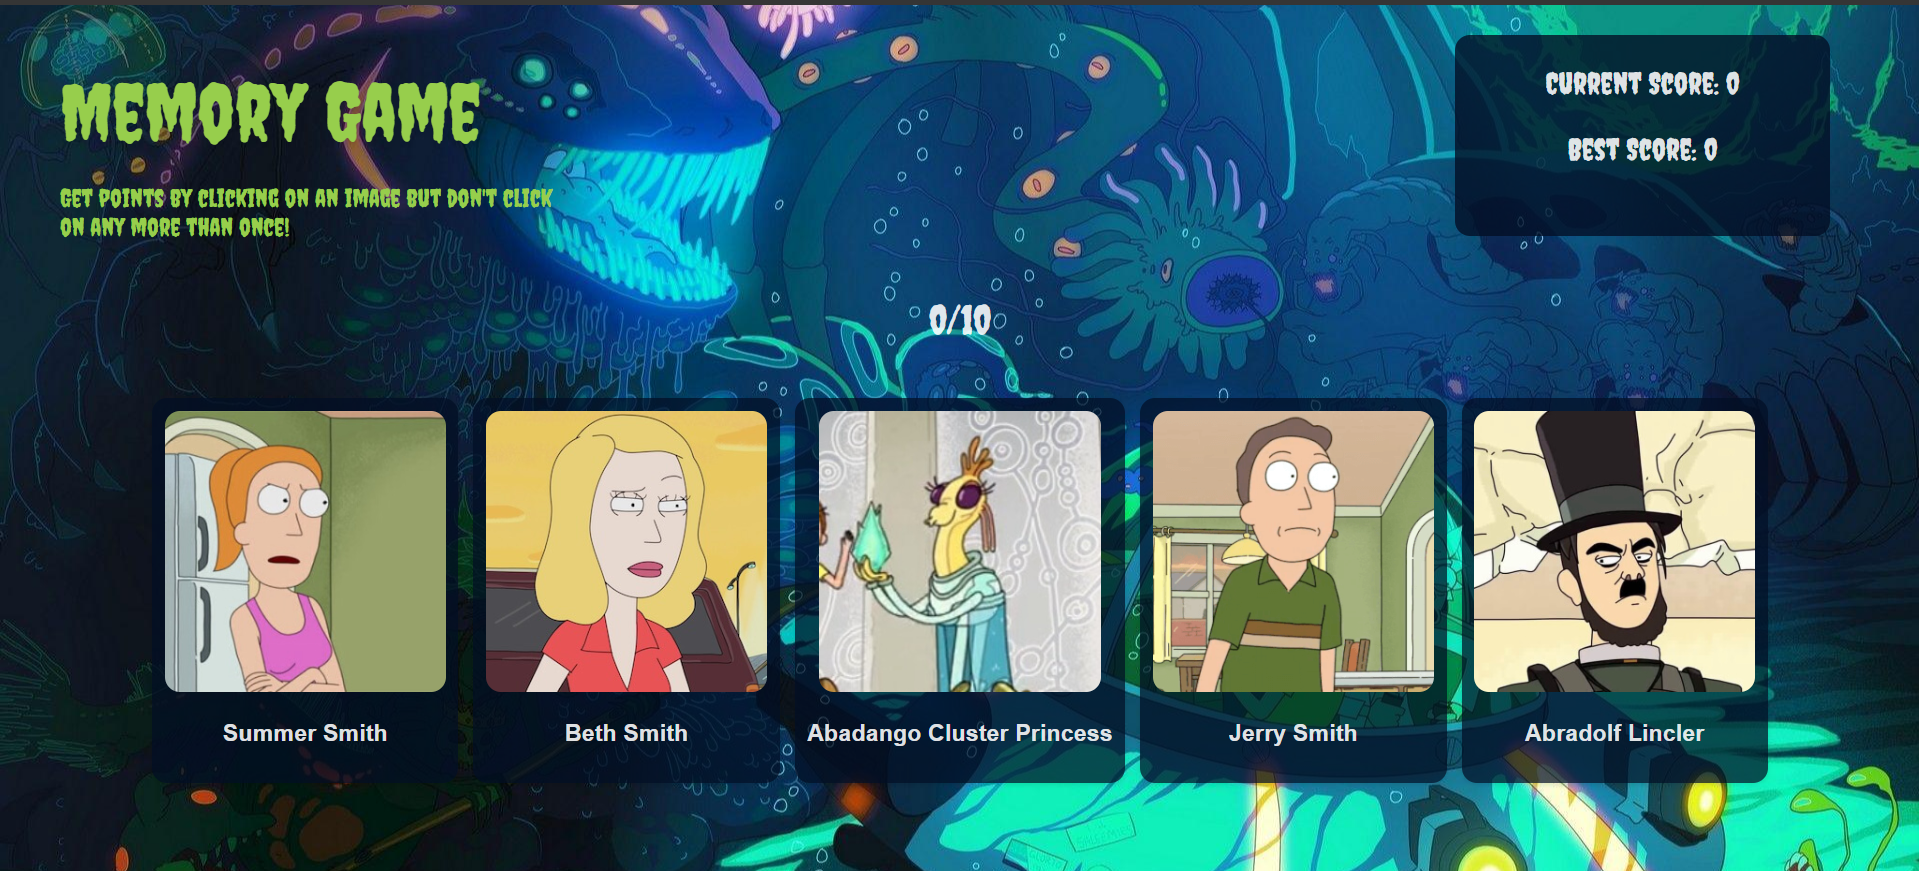 MEMORY GAME
GET POINTS BY CLICKING ON AN IMAGE BUT DON'T CLICK
ON ANY MORE THAN ONCE!
CURRENT SCORE: 0
BEST SCORE: 0
0/10
Summer Smith
Beth Smith
Abadango Cluster Princess
Jerry Smith
Abradolf Lincler